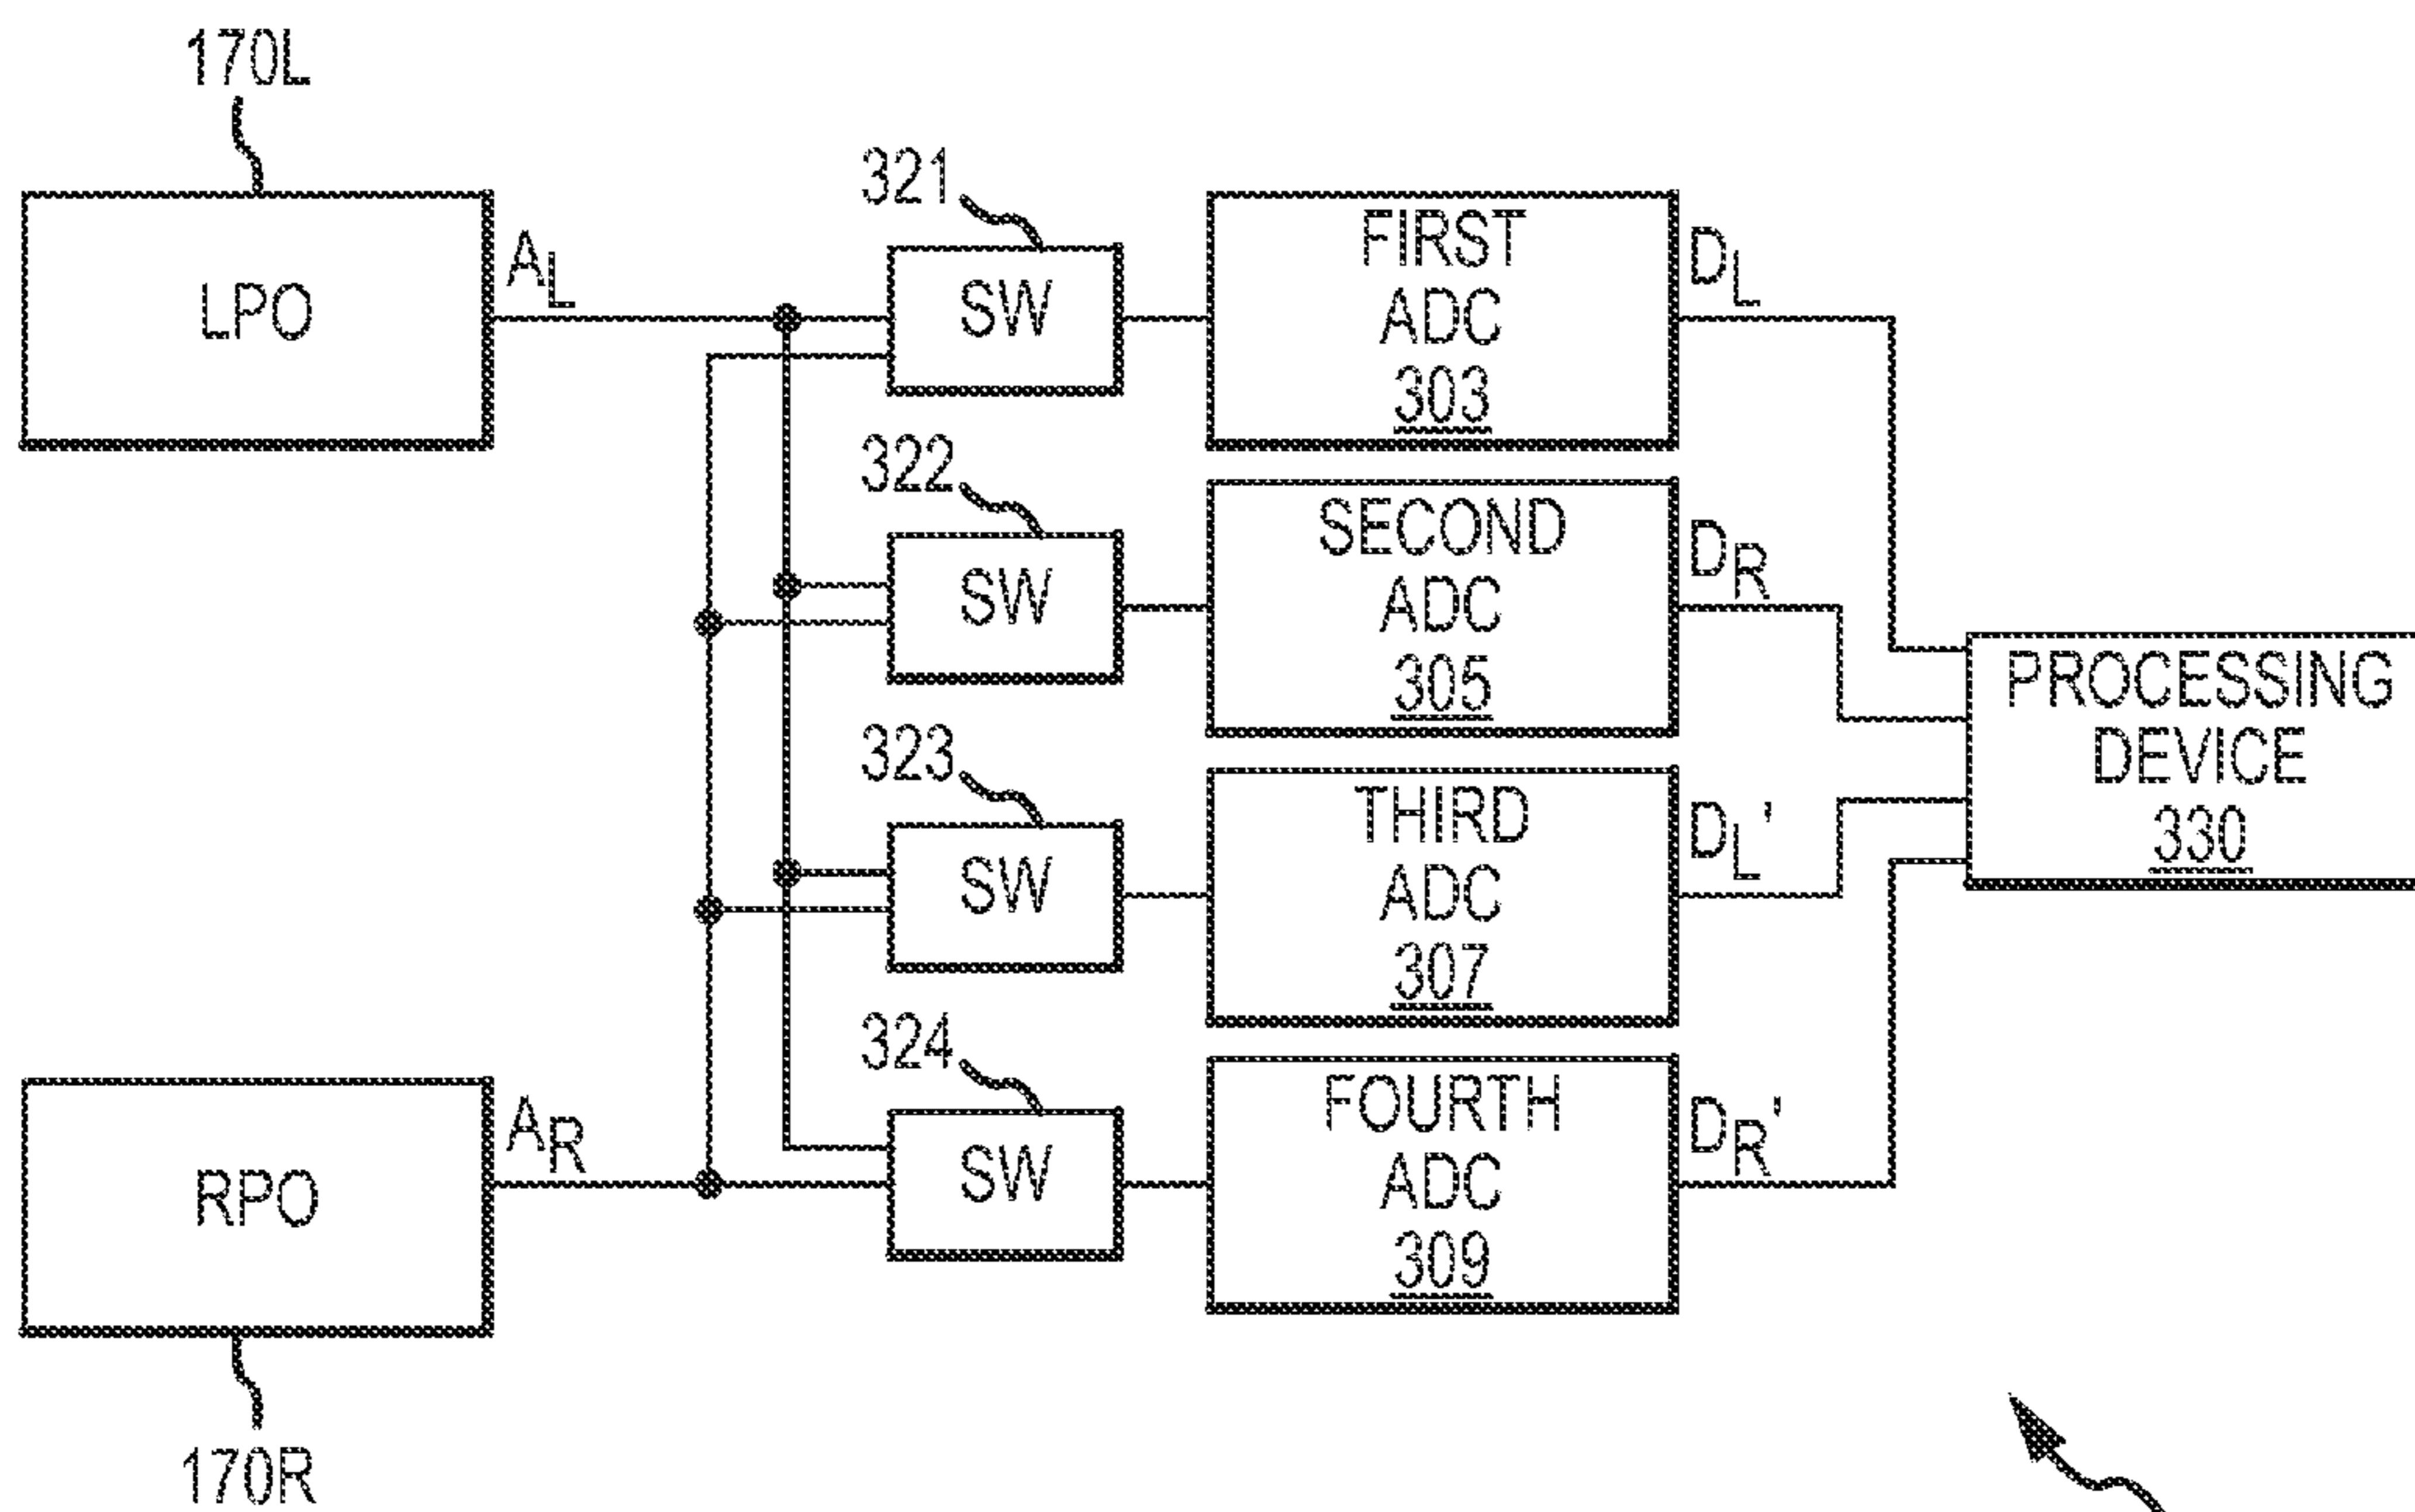 170L
LPO
AL
321
SW
FIRST
ADC
303
DL
322
SW
SECOND
ADC
305
DR
PROCESSING
DEVICE
330
323
SW
THIRD
ADC
307
DL'
324
SW
FOURTH
ADC
309
DR'
RPO
AR
170R